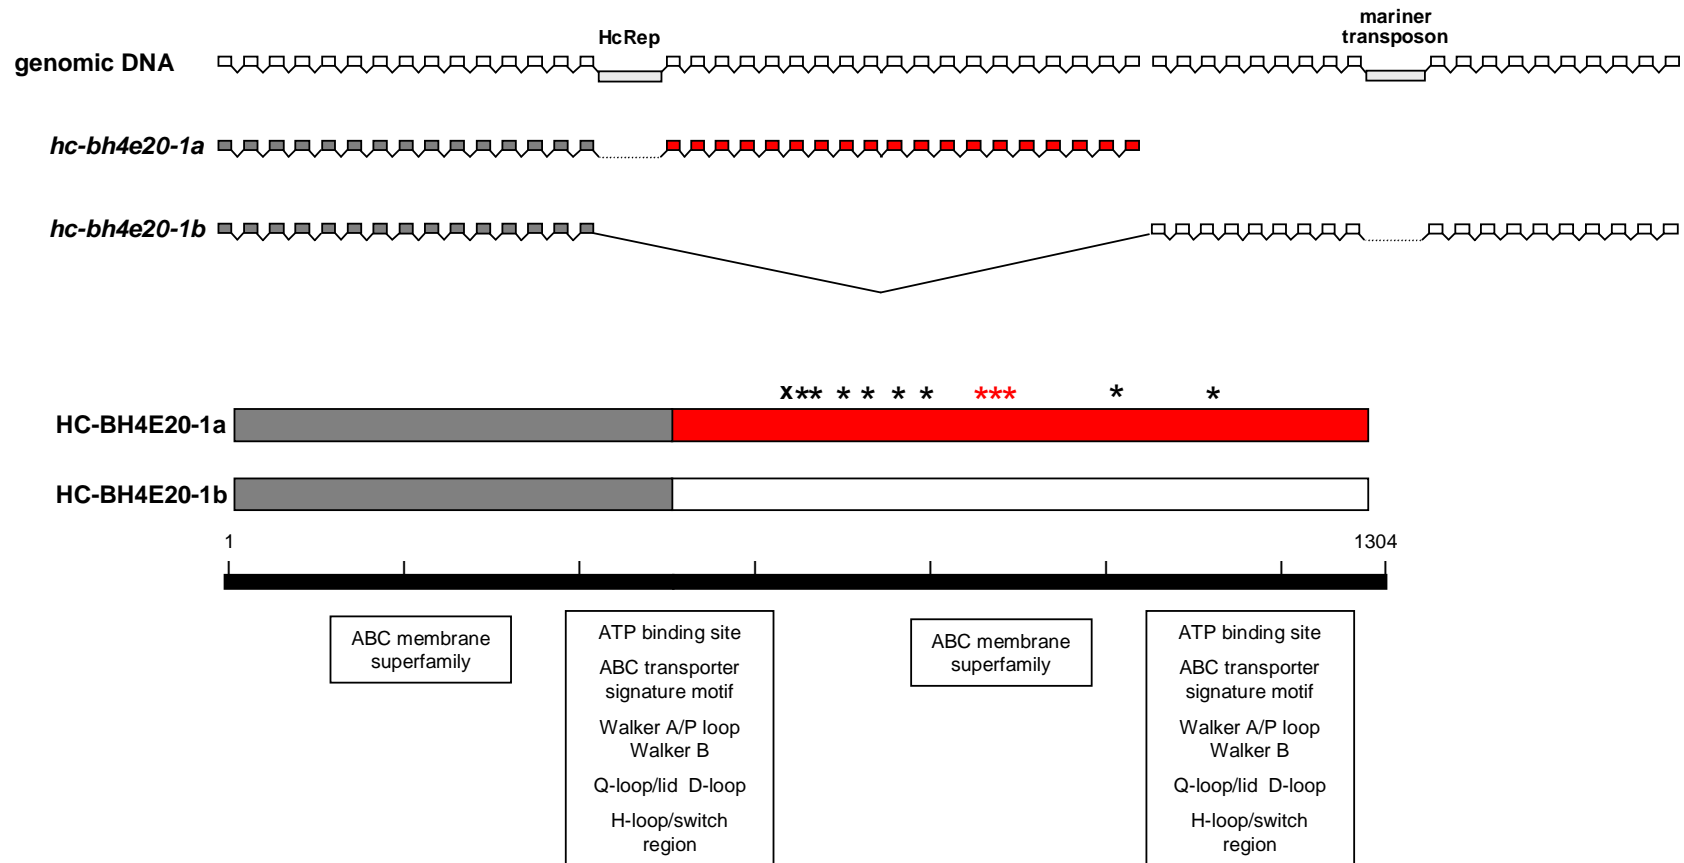 HcRep
mariner
transposon
genomic DNA
hc-bh4e20-1a
hc-bh4e20-1b
x** * * * * *** * *
HC-BH4E20-1a
HC-BH4E20-1b
1
1304
ABC membrane
superfamily
ATP binding site
ABC transporter
signature motif
Walker A/P loop
Walker B
Q-loop/lid D-loop
H-loop/switch
region
ABC membrane
superfamily
ATP binding site
ABC transporter
signature motif
Walker A/P loop
Walker B
Q-loop/lid D-loop
H-loop/switch
region